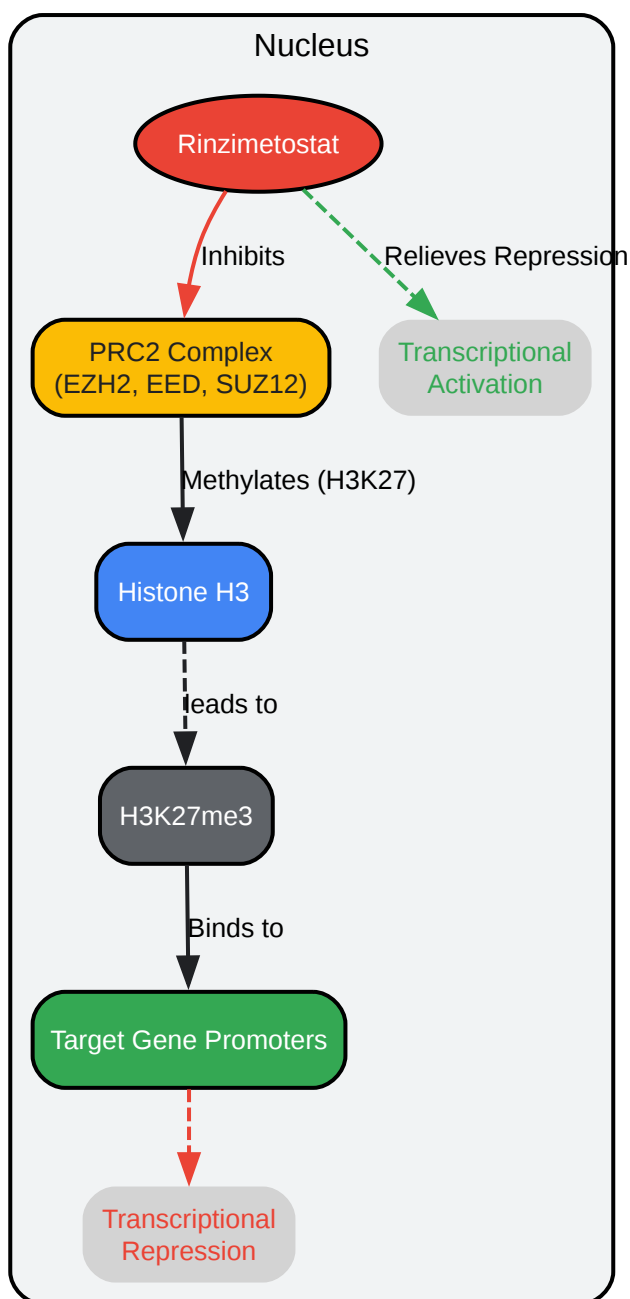 Nucleus
Rinzimetostat
Inhibits
Relieves Repression
PRC2 Complex
(EZH2, EED, SUZ12)
Transcriptional
Activation
Methylates (H3K27)
Histone H3
leads to
H3K27me3
Binds to
Target Gene Promoters
Transcriptional
Repression